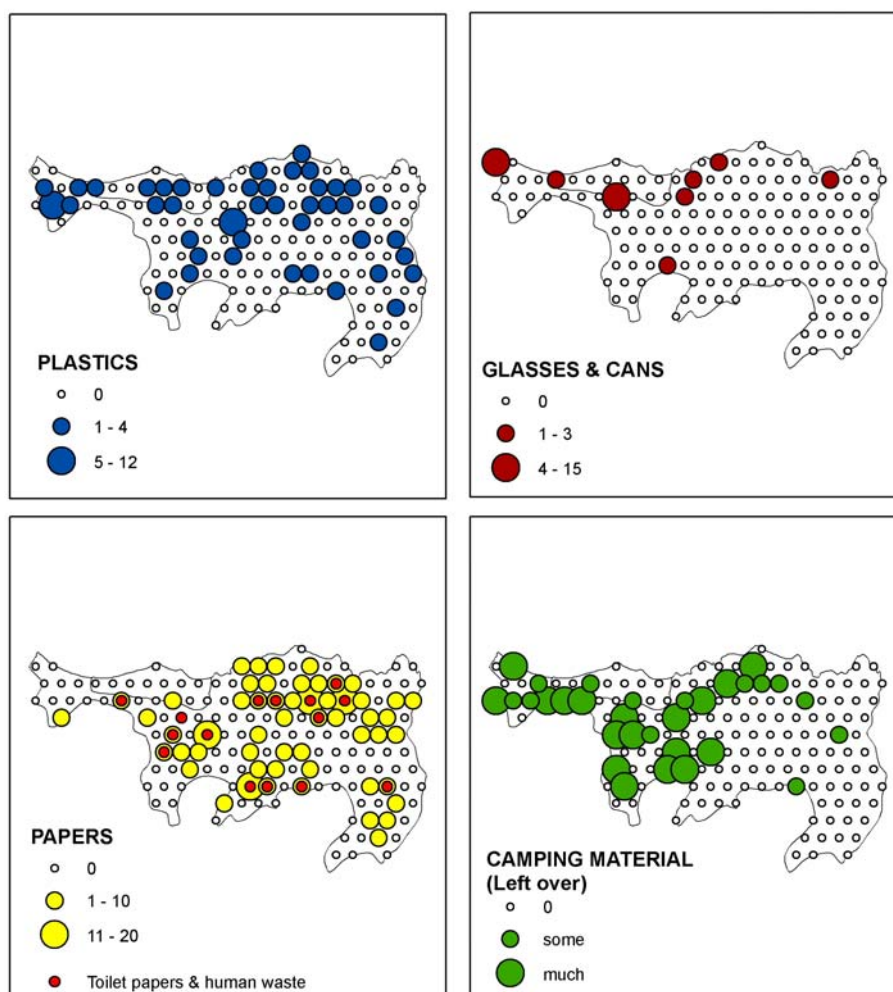 PLASTICS
0
1 - 4
5 - 12
GLASSES & CANS
0
1 - 3
4 - 15
PAPERS
0
1 - 10
11 - 20
Toilet papers & human waste
CAMPING MATERIAL
(Left over)
0
some
much